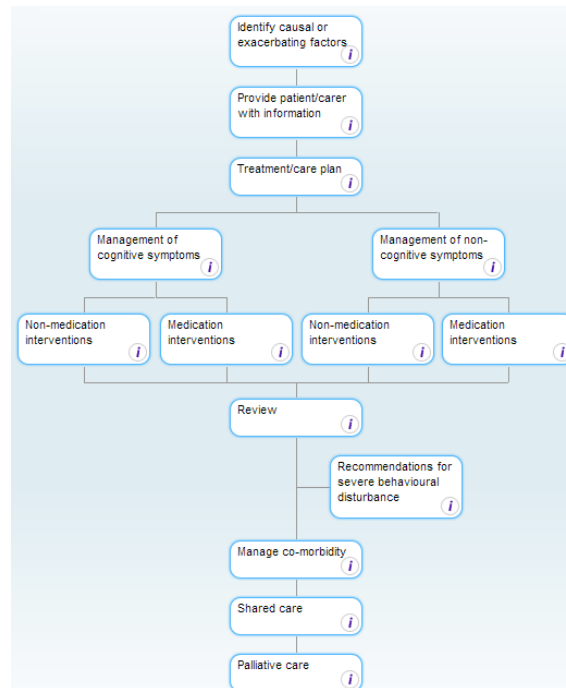 Identify causal or
exacerbating factors
i
Provide patient/carer
with information
i
Treatment/care plan
i
Management of
cognitive symptoms
i
Management of non-
cognitive symptoms
i
Non-medication
interventions
i
Medication
interventions
i
Non-medication
interventions
i
Medication
interventions
i
Review
i
Recommendations for
severe behavioural
disturbance
i
Manage co-morbidity
i
Shared care
i
Palliative care
i